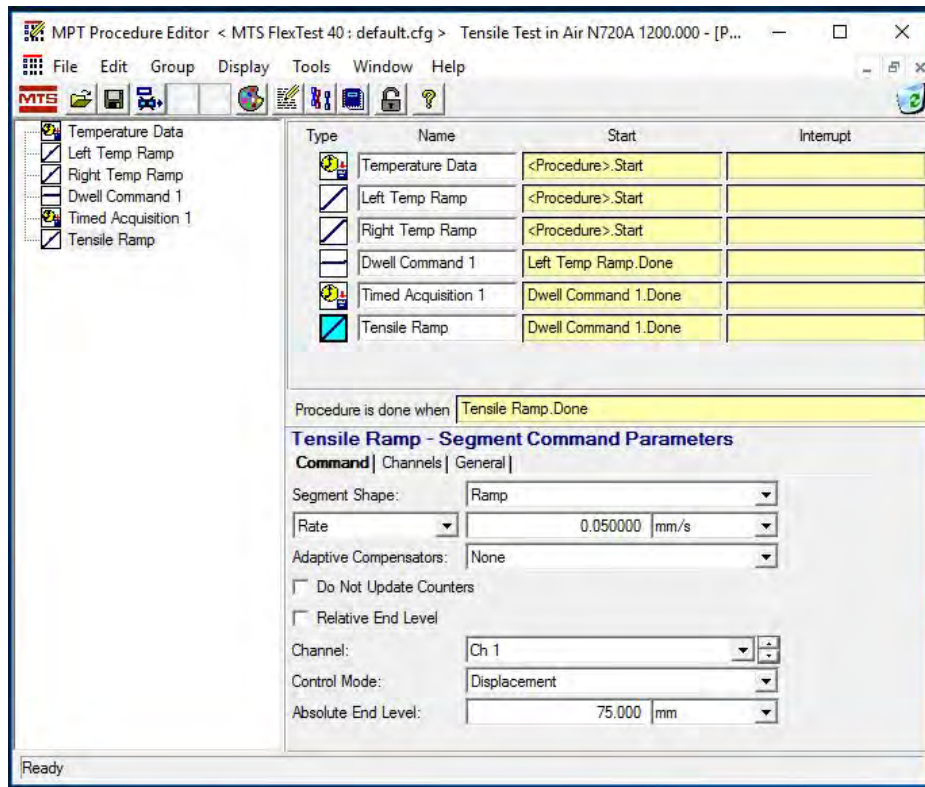 MPT Procedure Editor < MTS FlexTest 40 : default.cfg > Tensile Test in Air N720A 1200.000 - [P...
File Edit Group Display Tools Window Help
MTS
Temperature Data
Left Temp Ramp
Right Temp Ramp
Dwell Command 1
Timed Acquisition 1
Tensile Ramp
Type Name Start Interrupt
Temperature Data <Procedure>.Start
Left Temp Ramp <Procedure>.Start
Right Temp Ramp <Procedure>.Start
Dwell Command 1 Left Temp Ramp.Done
Timed Acquisition 1 Dwell Command 1.Done
Tensile Ramp Dwell Command 1.Done
Procedure is done when Tensile Ramp.Done
Tensile Ramp - Segment Command Parameters
Command | Channels | General |
Segment Shape: Ramp
Rate 0.050000 mm/s
Adaptive Compensators: None
Do Not Update Counters
Relative End Level
Channel: Ch 1
Control Mode: Displacement
Absolute End Level: 75.000 mm
Ready